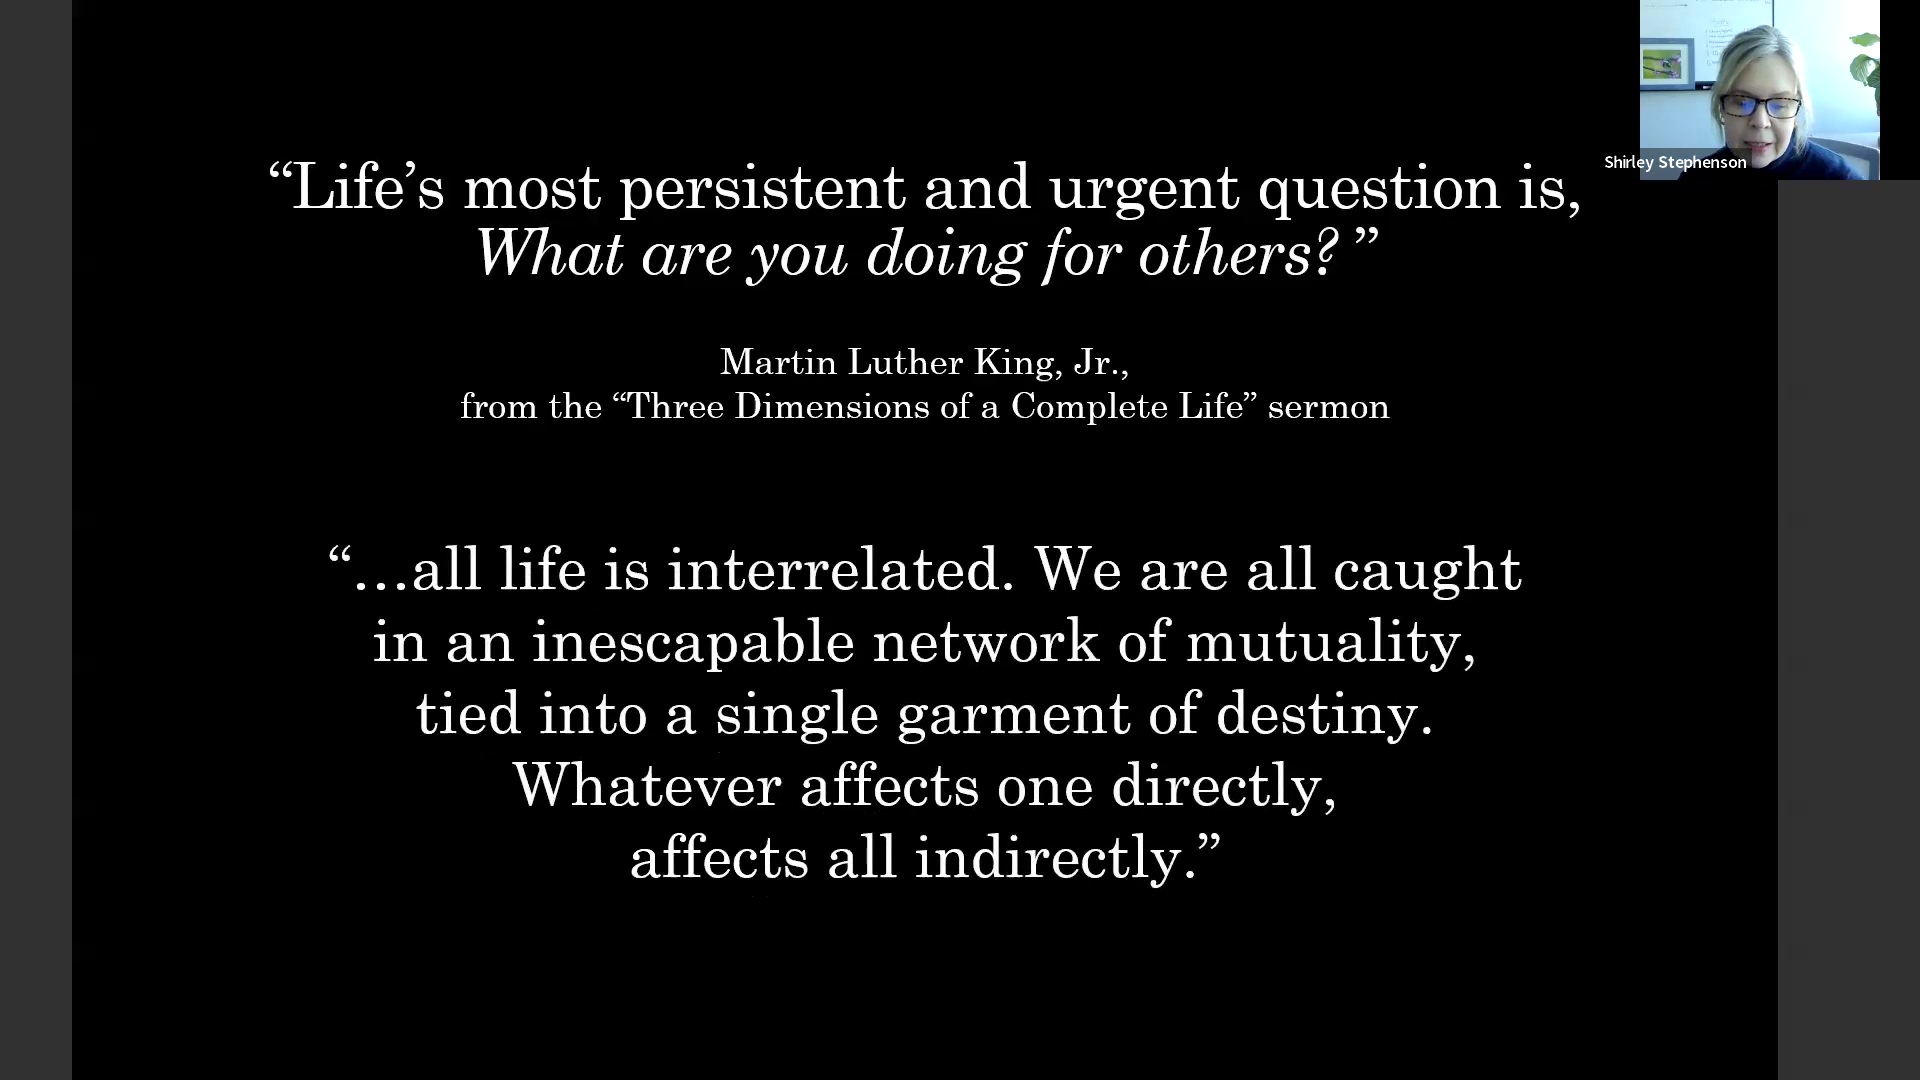 Shirley Stephenson
“Life’s most persistent and urgent question is,
What are you doing for others?”
Martin Luther King, Jr.,
from the “Three Dimensions of a Complete Life” sermon
“…all life is interrelated. We are all caught
in an inescapable network of mutuality,
tied into a single garment of destiny.
Whatever affects one directly,
affects all indirectly.”